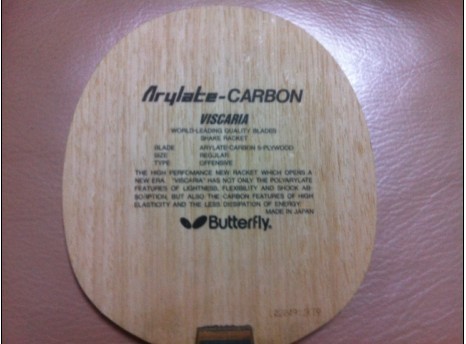 Arylate-CARBON
VISCARIA
WORLD-LEADING QUALITY BLADES
SHAKE RACKET
BLADE ARYLATE CARBON 5-PLYWOOD
SIZE REGULAR
TYPE OFFENSIVE
THE HIGH PERFOMANCE NEW RACKET WHICH OPENS A
NEW ERA. "VISCARIA" HAS NOT ONLY THE POLYARYLATE
FEATURES OF LIGHTNESS, FLEXIBILITY AND SHOCK AB-
SORPTION, BUT ALSO THE CARBON FEATURES OF HIGH
ELASTICITY AND THE LESS DISSIPATION OF ENERGY.
MADE IN JAPAN
Butterfly.